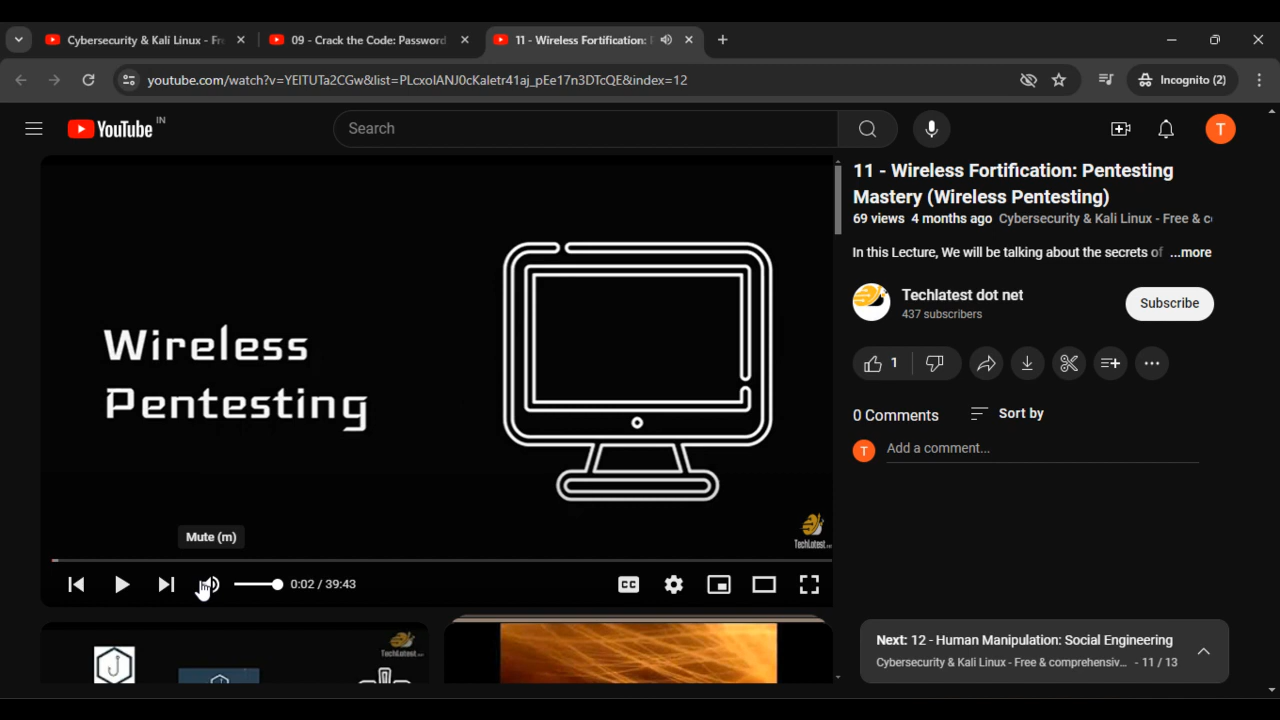 Cybersecurity & Kali Linux - Fr
09 - Crack the Code: Password
11 - Wireless Fortification:
youtube.com/watch?v=YEITUTa2CGw&list=PLcxolANJ0cKaletr41aj_pEe17n3DTcQE&index=12
Incognito (2)
YouTube IN
Search
T
11 - Wireless Fortification: Pentesting
Mastery (Wireless Pentesting)
69 views 4 months ago Cybersecurity & Kali Linux - Free & c
In this Lecture, We will be talking about the secrets of ...more
Techlatest dot net
437 subscribers
Subscribe
1
0 Comments
Sort by
T
Add a comment...
Wireless
Pentesting
TechLatest
Mute (m)
0:02 / 39:43
CC
TechLatest
Next: 12 - Human Manipulation: Social Engineering
Cybersecurity & Kali Linux - Free & comprehensiv... - 11 / 13